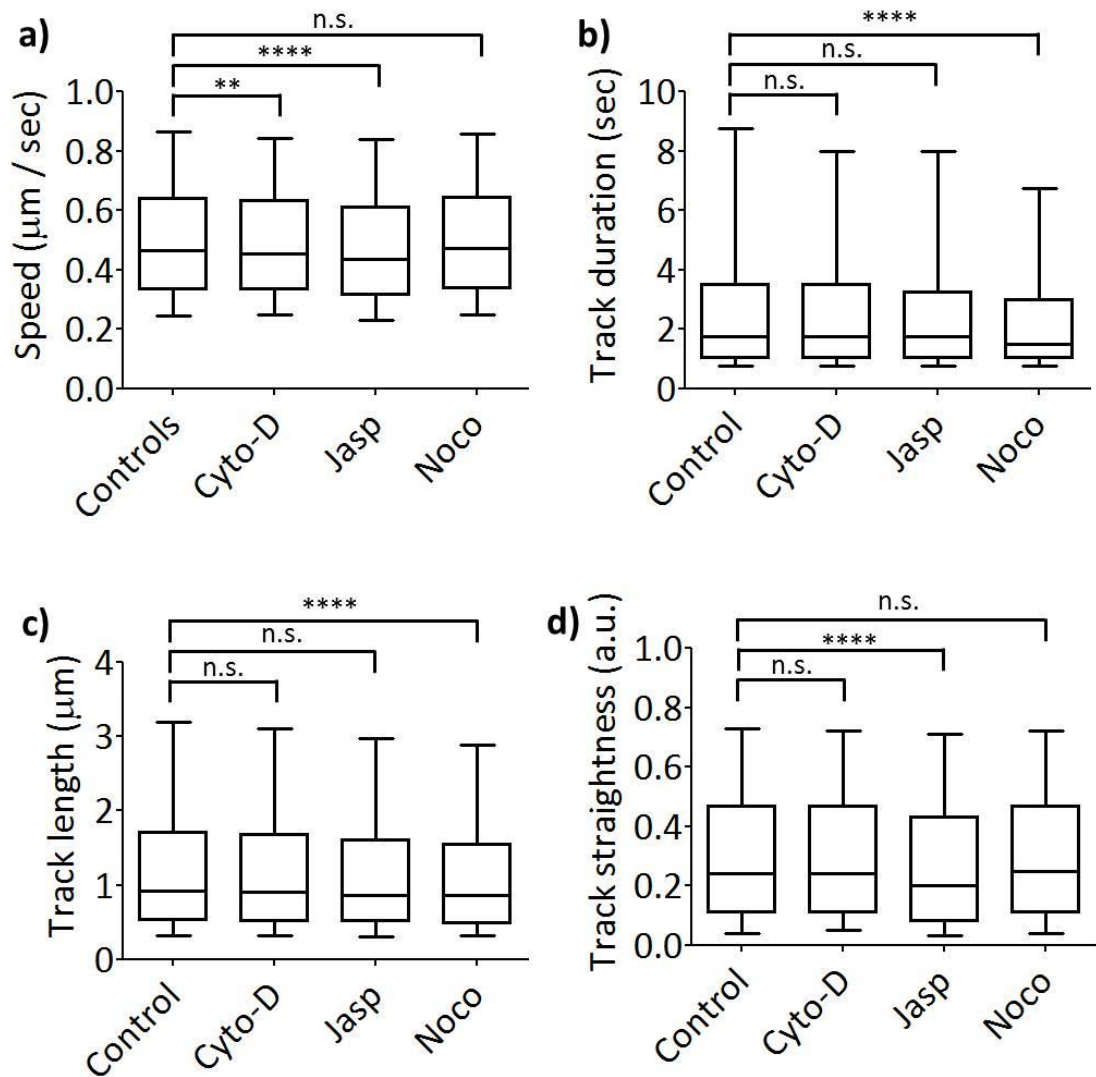 a)
n.s.
****
**
Speed (μm / sec)
1.0
0.8
0.6
0.4
0.2
0.0
Controls
Cyto-D
Jasp
Noco
b)
****
n.s.
n.s.
Track duration (sec)
10
8
6
4
2
0
Control
Cyto-D
Jasp
Noco
c)
****
n.s.
n.s.
Track length (μm)
4
3
2
1
0
Control
Cyto-D
Jasp
Noco
d)
n.s.
****
n.s.
Track straightness (a.u.)
1.0
0.8
0.6
0.4
0.2
0.0
Control
Cyto-D
Jasp
Noco